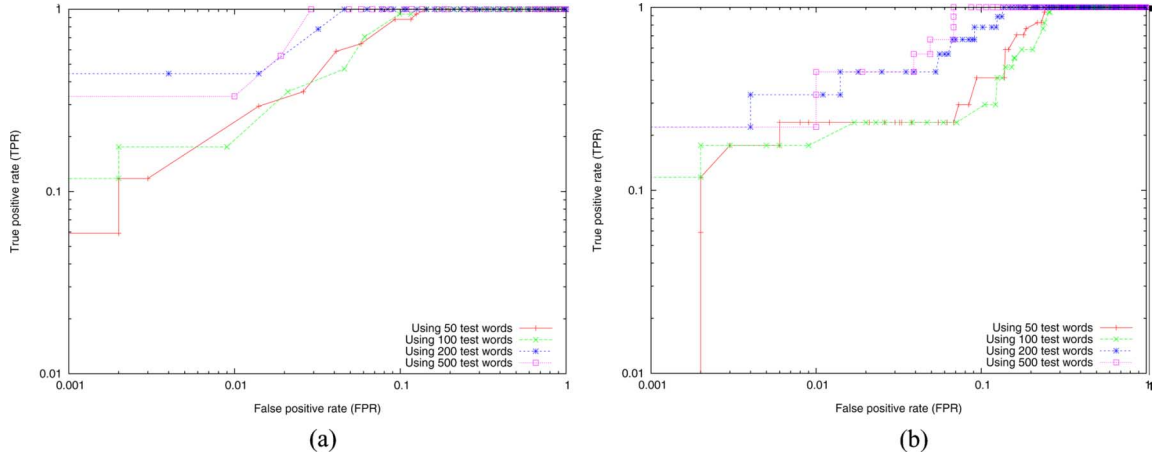 1
0.1
0.01
True positive rate (TPR)
Using 50 test words
Using 100 test words
Using 200 test words
Using 500 test words
0.001
0.01
0.1
1
False positive rate (FPR)
(a)
1
0.1
0.01
True positive rate (TPR)
Using 50 test words
Using 100 test words
Using 200 test words
Using 500 test words
0.001
0.01
0.1
1
False positive rate (FPR)
(b)